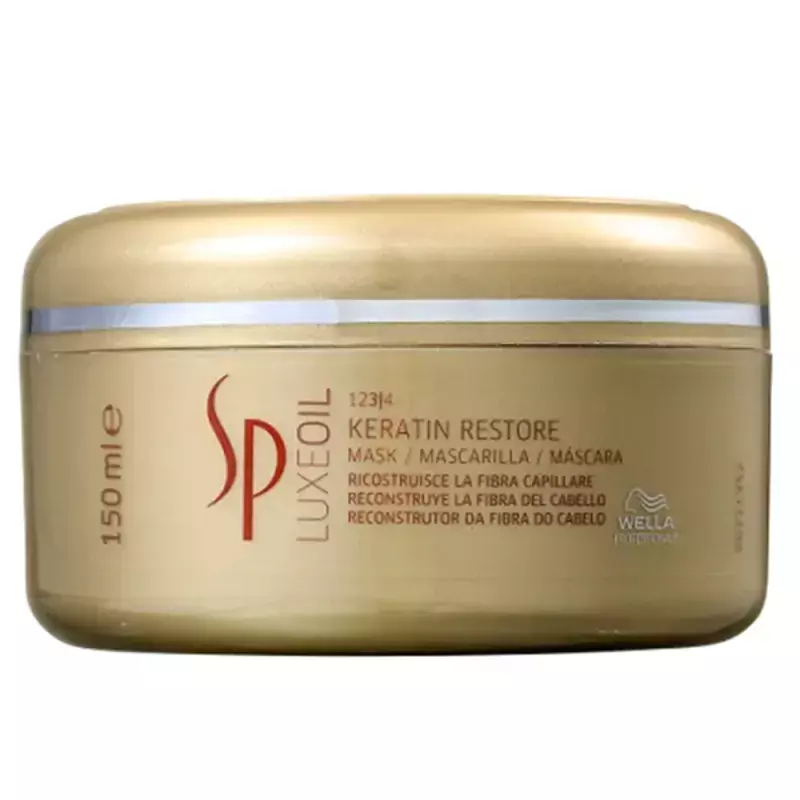 150 ml e
SP
LUXEOIL
123|4
KERATIN RESTORE
MASK / MASCARILLA / MÁSCARA
RICOSTRUISCE LA FIBRA CAPILLARE
RECONSTRUYE LA FIBRA DEL CABELLO
RECONSTRUTOR DA FIBRA DO CABELO
WELLA